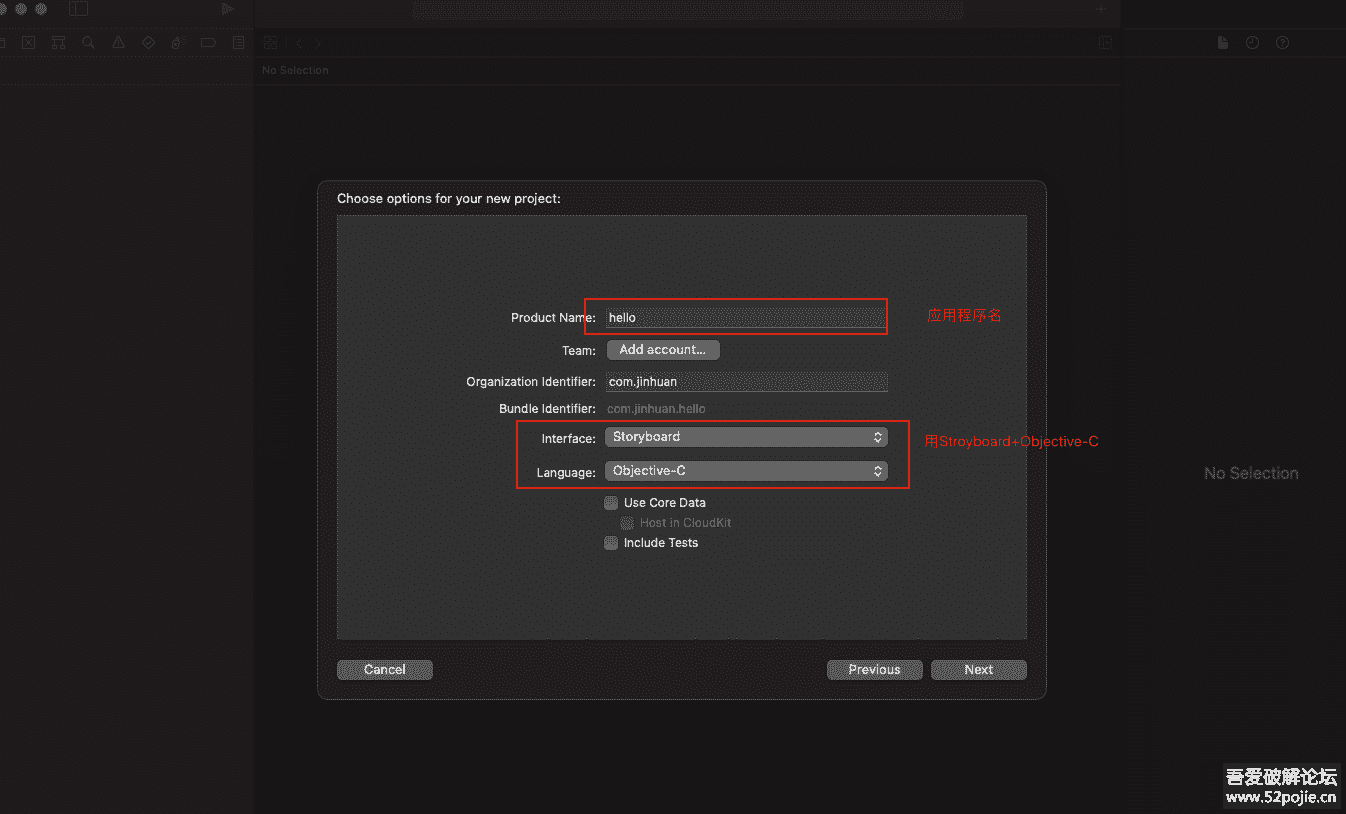 No Selection
Choose options for your new project:
Product Name: hello
应用程序名
Team: Add account...
Organization Identifier: com.jinhuan
Bundle Identifier: com.jinhuan.hello
Interface: Storyboard
用Stroyboard+Objective-C
Language: Objective-C
No Selection
Use Core Data
Host in CloudKit
Include Tests
Cancel Previous Next
吾爱破解论坛
www.52pojie.cn